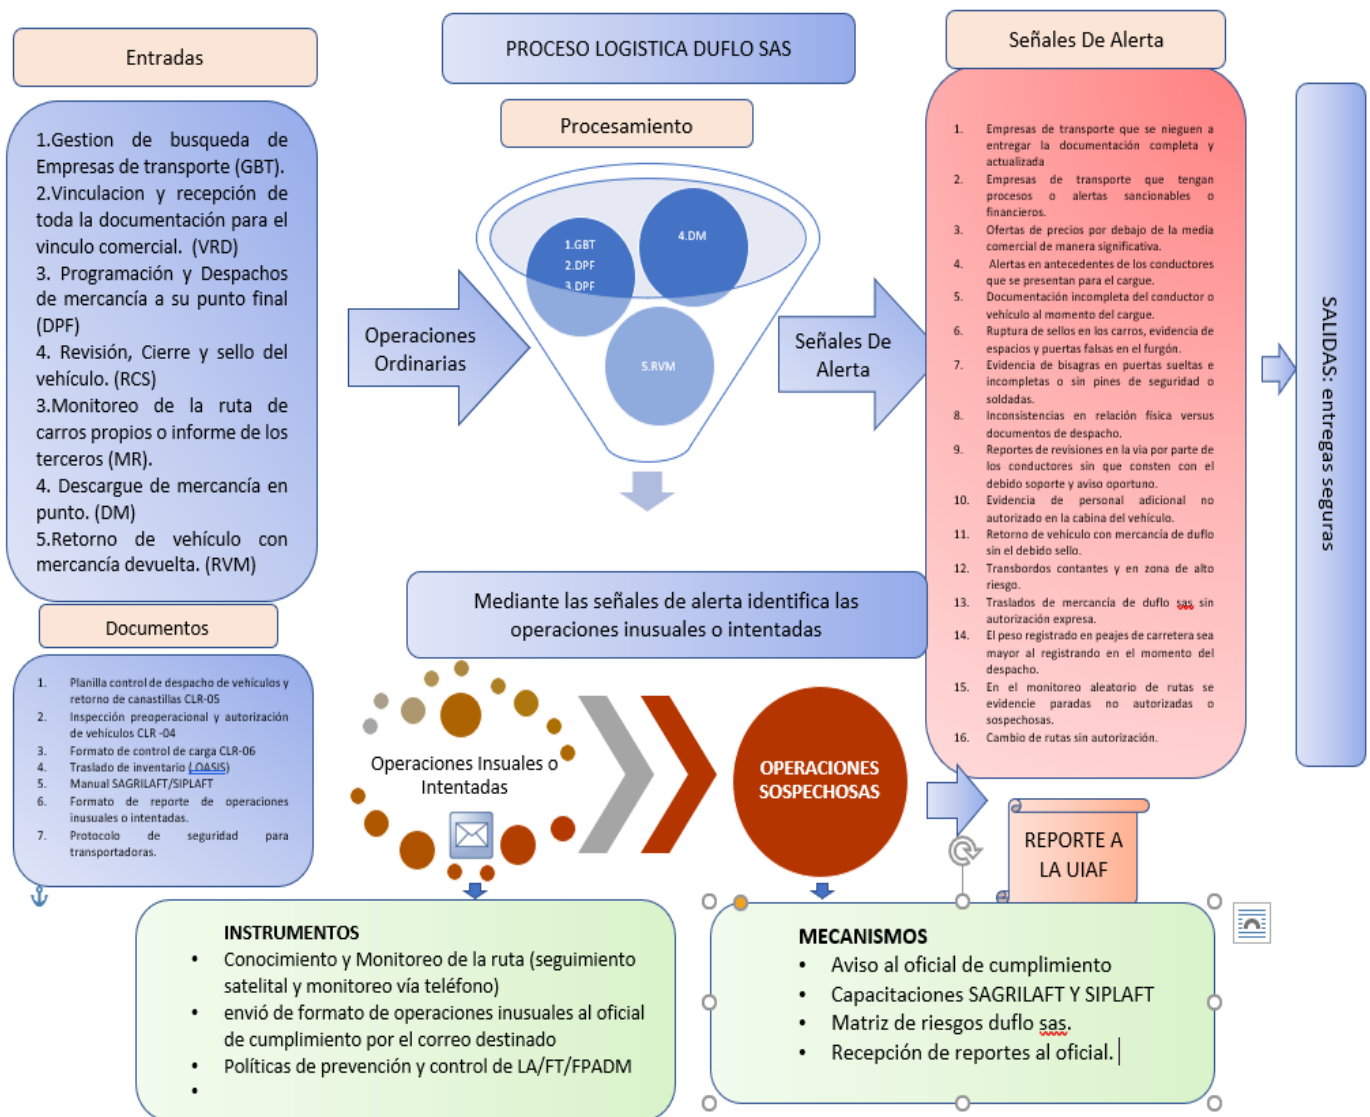 PROCESO LOGISTICA DUFLO SAS
Entradas
1.Gestion de busqueda de
Empresas de transporte (GBT).
2.Vinculacion y recepción de
toda la documentación para el
vinculo comercial. (VRD)
3. Programación y Despachos
de mercancía a su punto final
(DPF)
4. Revisión, Cierre y sello del
vehículo. (RCS)
3.Monitoreo de la ruta de
carros propios o informe de los
terceros (MR).
4. Descargue de mercancía en
punto. (DM)
5.Retorno de vehículo con
mercancía devuelta. (RVM)
Documentos
1. Planilla control de despacho de vehículos y
retorno de canastillas CLR-05
2. Inspección preoperacional y autorización
de vehículos CLR -04
3. Formato de control de carga CLR-06
4. Traslado de inventario (OASIS)
5. Manual SAGRILAFT/SIPLAFT
6. Formato de reporte de operaciones
inusuales o intentadas.
7. Protocolo de seguridad para
transportadoras.
Operaciones
Ordinarias
Procesamiento
1.GBT
2.DPF
3.DPF
4.DM
5.RVM
Señales De
Alerta
Señales De Alerta
1. Empresas de transporte que se nieguen a
entregar la documentación completa y
actualizada
2. Empresas de transporte que tengan
procesos o alertas sancionables o
financieros.
3. Ofertas de precios por debajo de la media
comercial de manera significativa.
4. Alertas en antecedentes de los conductores
que se presentan para el cargue.
5. Documentación incompleta del conductor o
vehículo al momento del cargue.
6. Ruptura de sellos en los carros, evidencia de
espacios y puertas falsas en el furgón.
7. Evidencia de bisagras en puertas sueltas e
incompletas o sin pines de seguridad o
soldadas.
8. Inconsistencias en relación física versus
documentos de despacho.
9. Reportes de revisiones en la via por parte de
los conductores sin que consten con el
debido soporte y aviso oportuno.
10. Evidencia de personal adicional no
autorizado en la cabina del vehículo.
11. Retorno de vehículo con mercancía de duflo
sin el debido sello.
12. Transbordos contantes y en zona de alto
riesgo.
13. Traslados de mercancia de duflo sas sin
autorización expresa.
14. El peso registrado en peajes de carretera sea
mayor al registrando en el momento del
despacho.
15. En el monitoreo aleatorio de rutas se
evidencie paradas no autorizadas o
sospechosas.
16. Cambio de rutas sin autorización.
SALIDAS: entregas seguras
Mediante las señales de alerta identifica las
operaciones inusuales o intentadas
Operaciones Insuales o
Intentadas
OPERACIONES
SOSPECHOSAS
REPORTE A
LA UIAF
INSTRUMENTOS
• Conocimiento y Monitoreo de la ruta (seguimiento
satelital y monitoreo vía teléfono)
• envió de formato de operaciones inusuales al oficial
de cumplimiento por el correo destinado
• Políticas de prevención y control de LA/FT/FPADM
•
MECANISMOS
• Aviso al oficial de cumplimiento
• Capacitaciones SAGRILAFT Y SIPLAFT
• Matriz de riesgos duflo sas.
• Recepción de reportes al oficial.